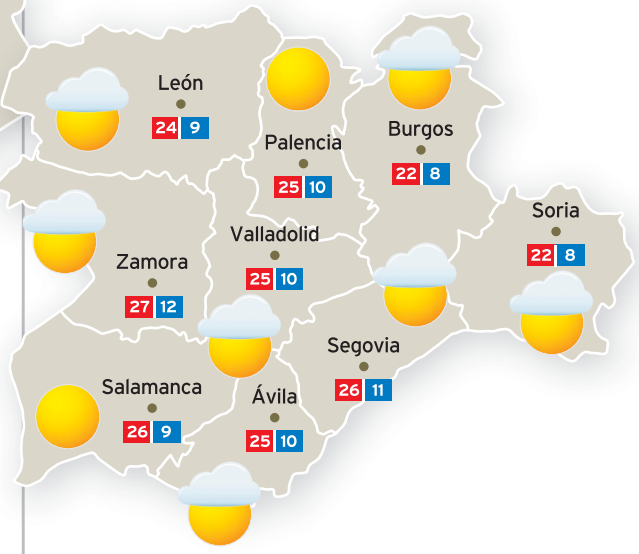 León
24 9
Palencia
25 10
Burgos
22 8
Soria
22 8
Zamora
27 12
Valladolid
25 10
Segovia
26 11
Salamanca
26 9
Ávila
25 10